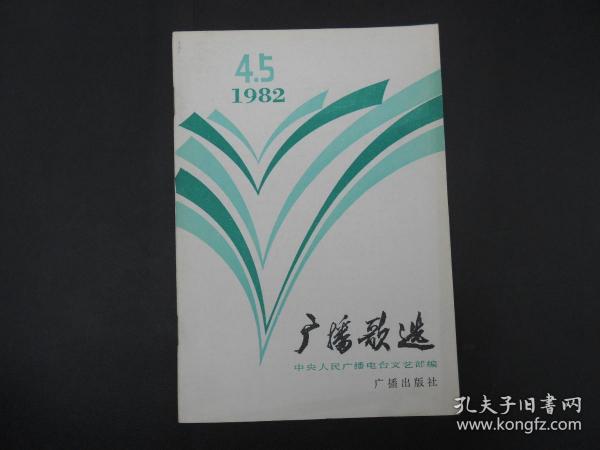 4.5
1982
广播歌选
中央人民广播电台文艺部编
广播出版社
孔夫子旧书网
www.kongfz.com